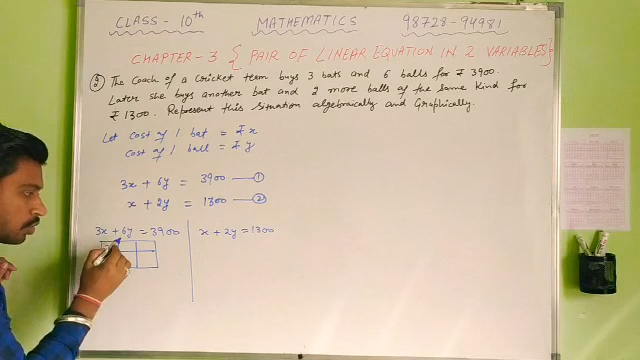 CLASS - 10th MATHEMATICS 98728-94981
CHAPTER-3 { PAIR OF LINEAR EQUATION IN 2 VARIABLES }
The Coach of a Cricket team buys 3 bats and 6 balls for ₹ 3900.
Later she buys another bat and 2 more balls of the same kind for
₹ 1300. Represent this situation algebraically and Graphically.
Let cost of 1 bat = ₹ x
cost of 1 ball = ₹ y
3x + 6y = 3900 — ①
x + 2y = 1300 — ②
3x + 6y = 3900
x + 2y = 1300